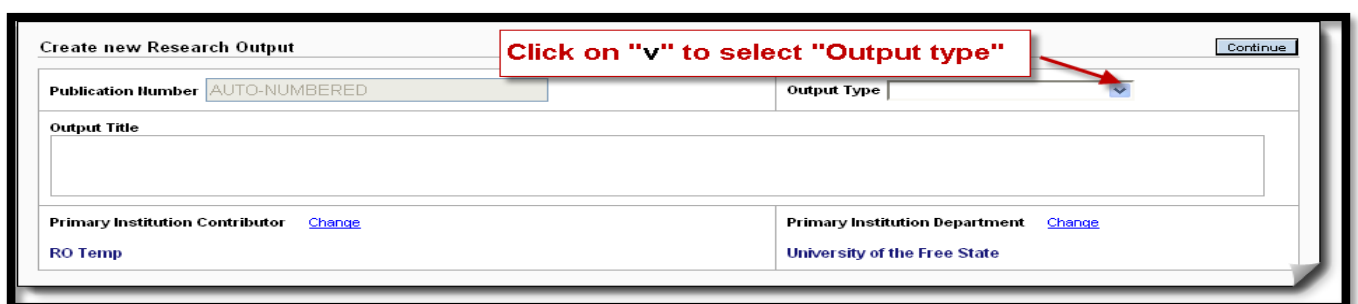 Create new Research Output
Click on "v" to select "Output type"
Continue
Publication Number AUTO-NUMBERED
Output Type
Output Title
Primary Institution Contributor Change
Primary Institution Department Change
RO Temp
University of the Free State